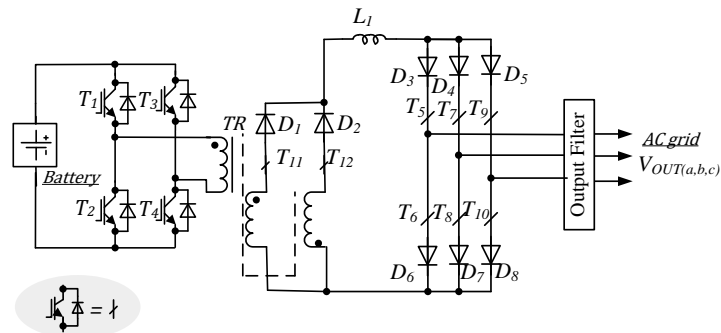 L1
D3
D4
D5
T1
T3
TR
D1
D2
T5
T7
T9
Output Filter
AC grid
VOUT(a,b,c)
Battery
T11
T12
T2
T4
T6
T8
T10
D6
D7
D8
=